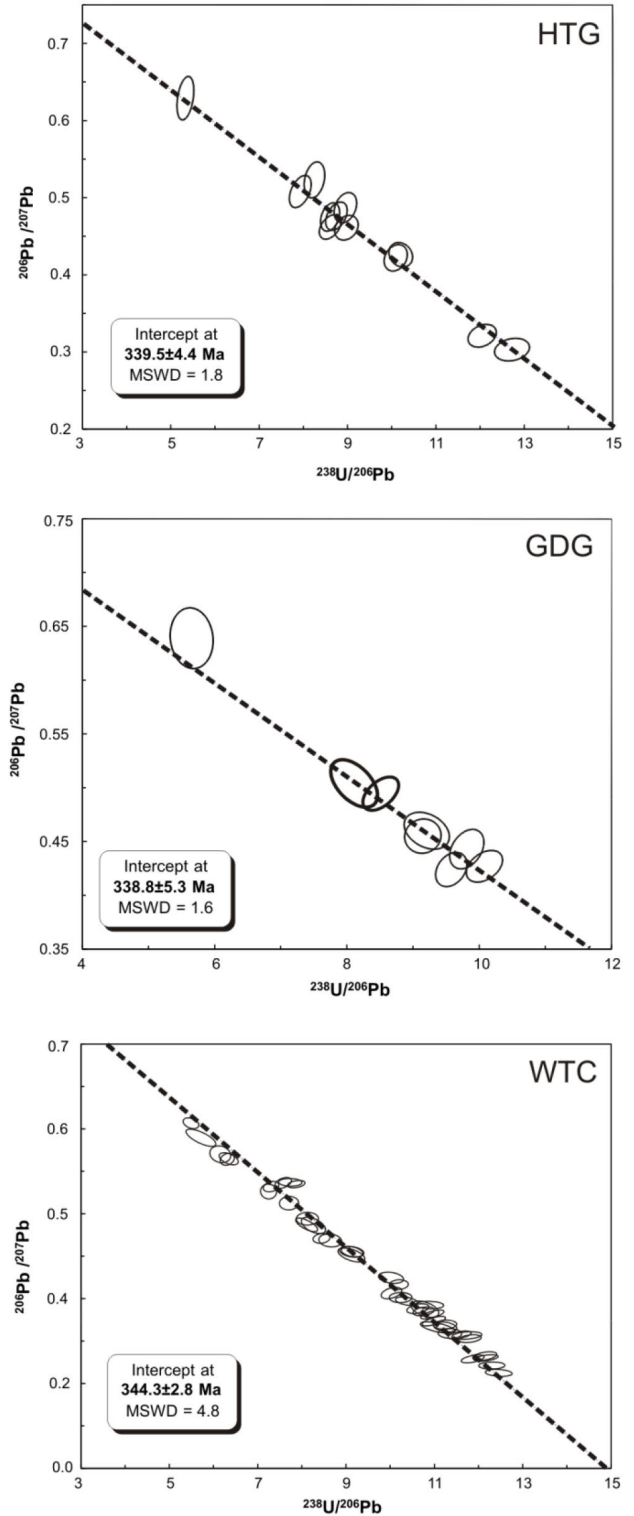 HTG
0.7
0.6
0.5
0.4
0.3
0.2
²⁰⁶Pb /²⁰⁷Pb
Intercept at
339.5±4.4 Ma
MSWD = 1.8
3 5 7 9 11 13 15
²³⁸U/²⁰⁶Pb
GDG
0.75
0.65
0.55
0.45
0.35
²⁰⁶Pb /²⁰⁷Pb
Intercept at
338.8±5.3 Ma
MSWD = 1.6
4 6 8 10 12
²³⁸U/²⁰⁶Pb
WTC
0.7
0.6
0.5
0.4
0.2
0.0
²⁰⁶Pb /²⁰⁷Pb
Intercept at
344.3±2.8 Ma
MSWD = 4.8
3 5 7 9 11 13 15
²³⁸U/²⁰⁶Pb